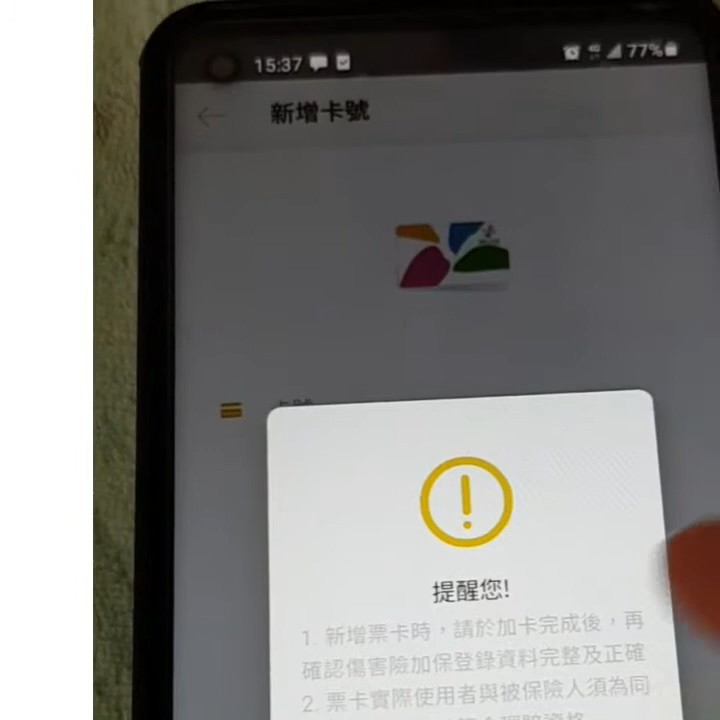 15:37 77%
新增卡號
提醒您!
1. 新增票卡時，請於加卡完成後，再
確認傷害險加保登錄資料完整及正確
2. 票卡實際使用者與被保險人須為同